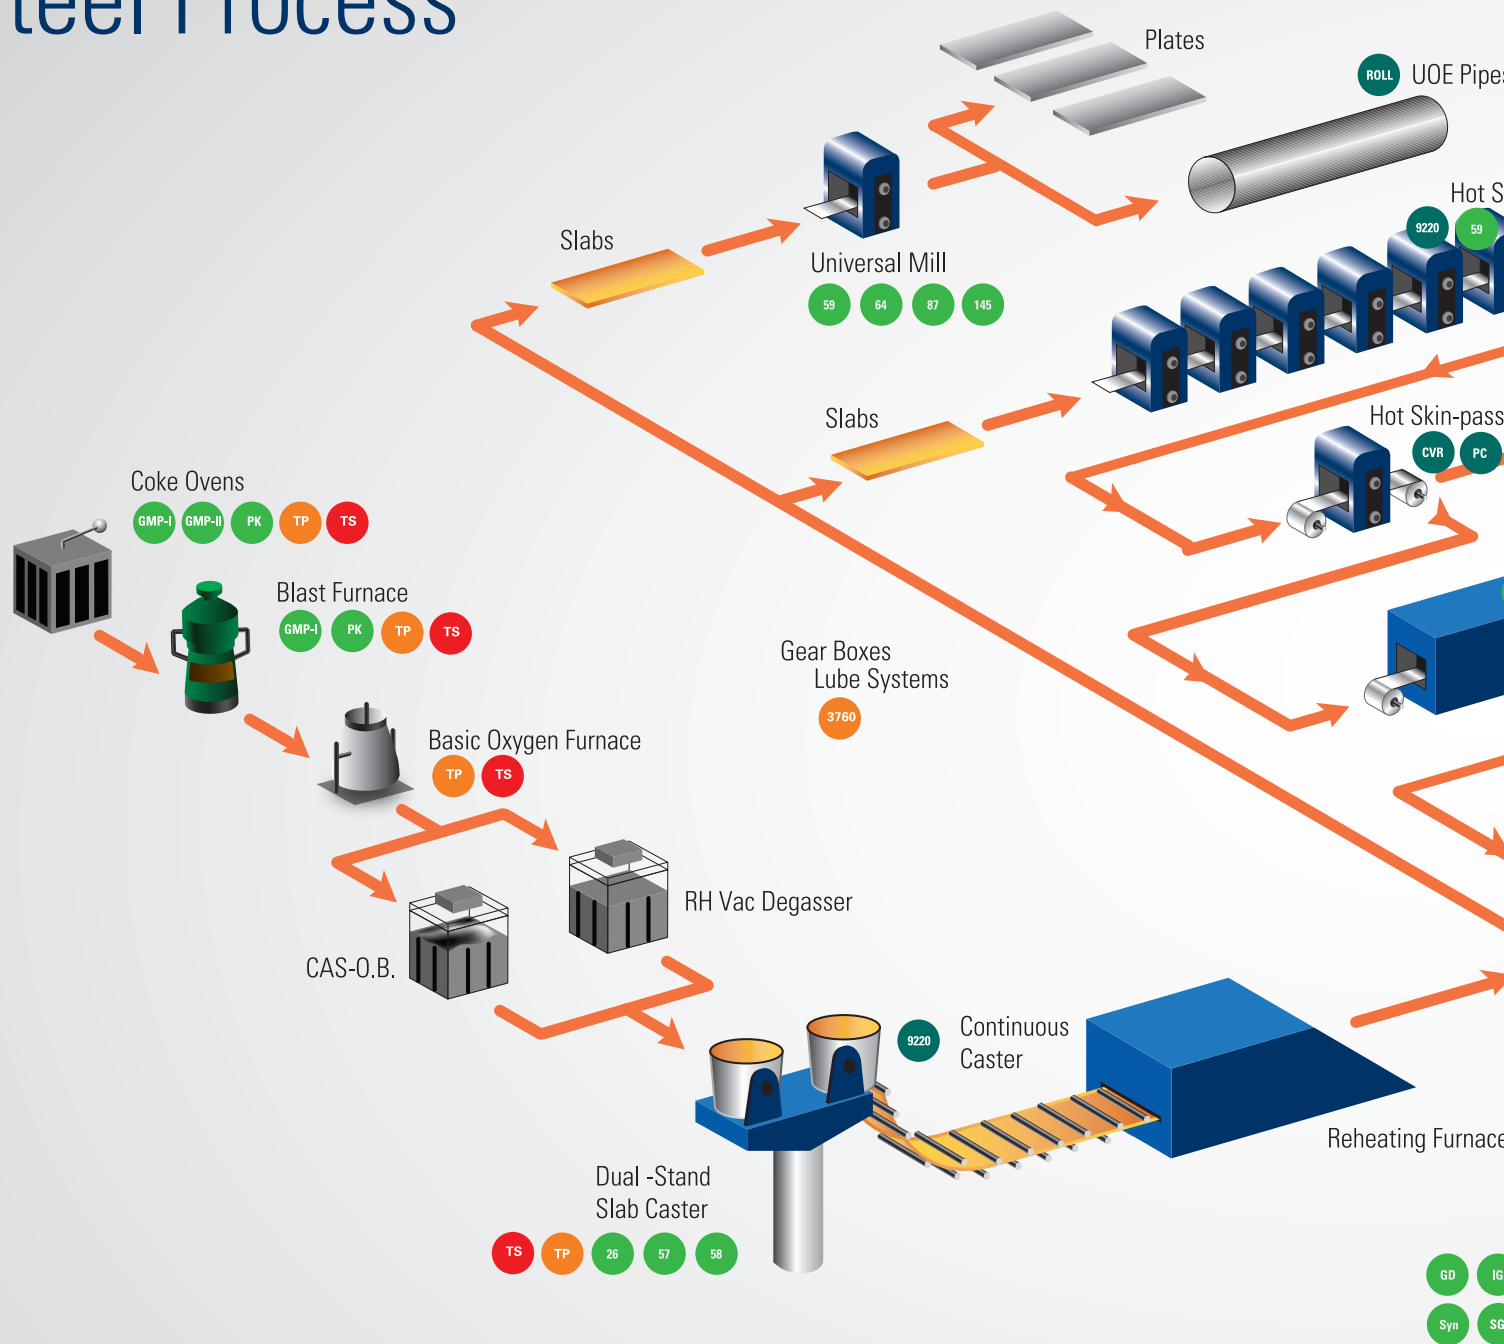 teel Process
Plates
ROLL UOE Pipes
Hot S
9220 59
Slabs
Universal Mill
59 64 87 145
Slabs
Hot Skin-pass
CVR PC
Coke Ovens
GMP-I GMP-II PK TP TS
Blast Furnace
GMP-I PK TP TS
Gear Boxes
Lube Systems
3760
Basic Oxygen Furnace
TP TS
RH Vac Degasser
CAS-O.B.
9220
Continuous
Caster
Reheating Furnace
Dual -Stand
Slab Caster
TS TP 26 57 58
GD IG
Syn SG